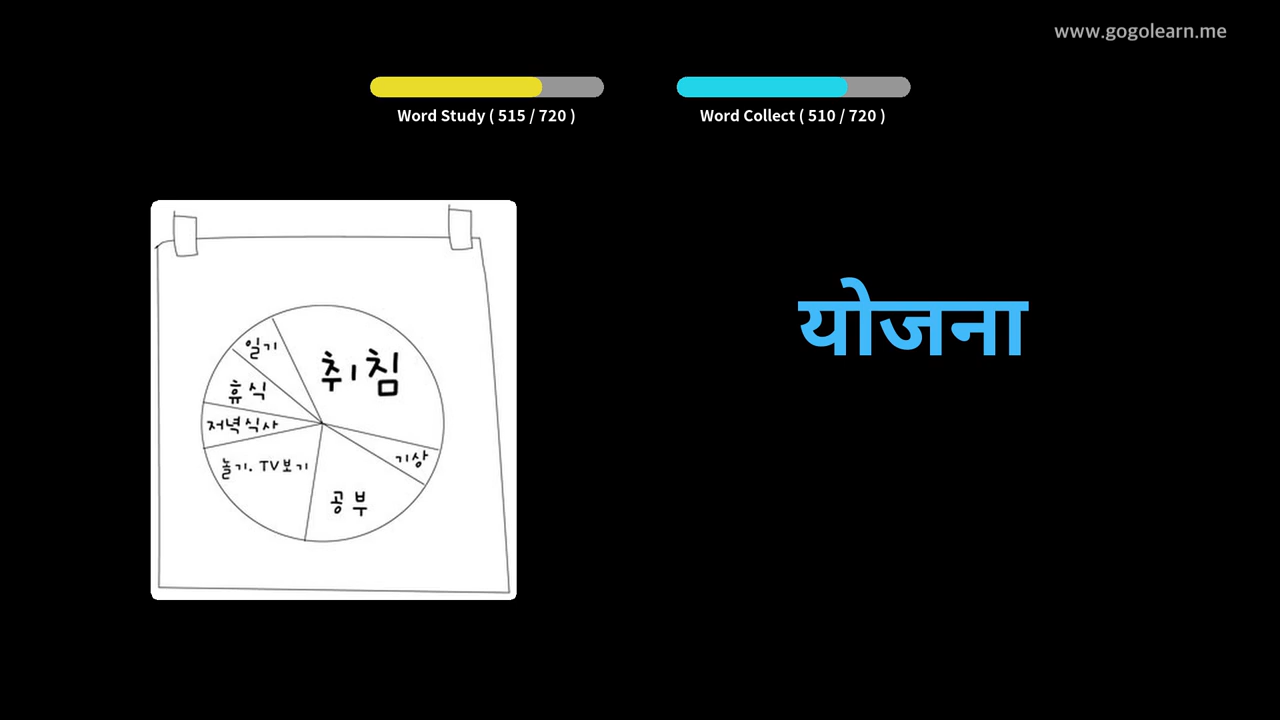 www.gogolearn.me
Word Study ( 515 / 720 )
Word Collect ( 510 / 720 )
योजना
일기
취침
휴식
저녁식사
기상
놀기. TV보기
공부